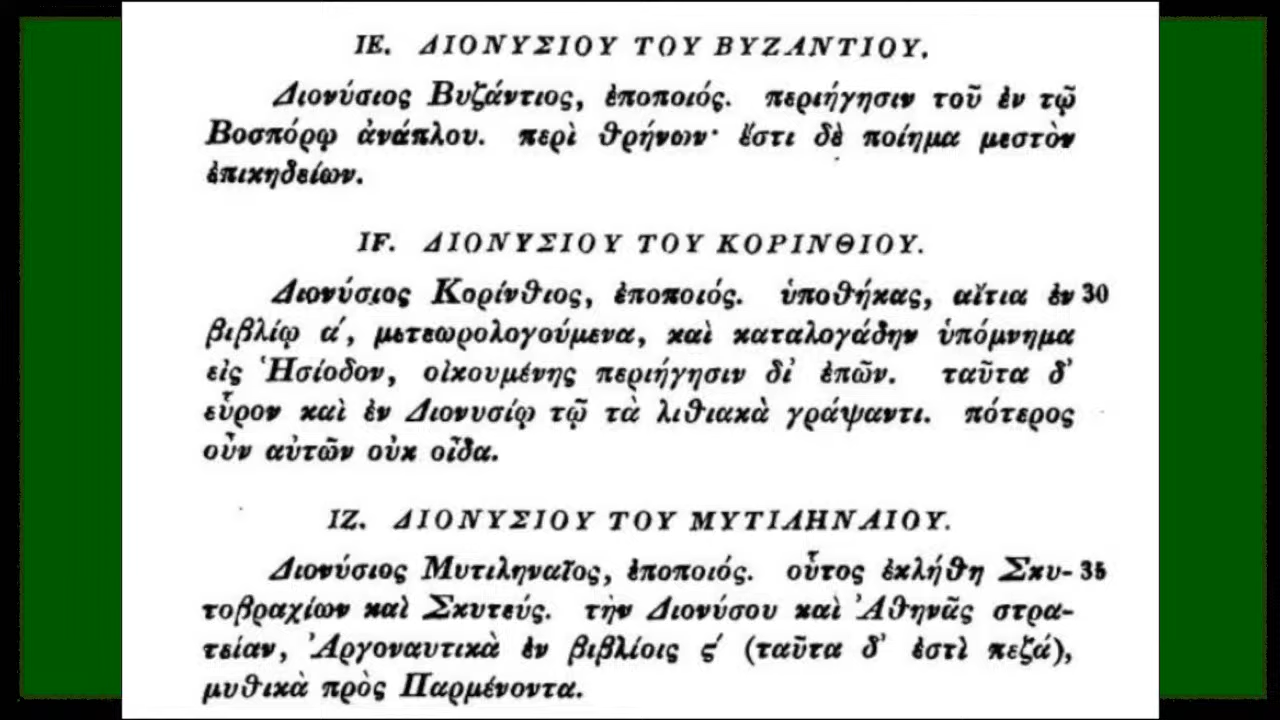 ΙΕ. ΔΙΟΝΥΣΙΟΥ ΤΟΥ ΒΥΖΑΝΤΙΟΥ.
Διονύσιος Βυζάντιος, ἐποποιός. περιήγησιν τοῦ ἐν τῷ
Βοσπόρῳ ἀνάπλου. περὶ θρήνων· ἔστι δὲ ποίημα μεστὸν
ἐπικηδείων.
ΙϚ. ΔΙΟΝΥΣΙΟΥ ΤΟΥ ΚΟΡΙΝΘΙΟΥ.
Διονύσιος Κορίνθιος, ἐποποιός. ὑποθήκας, αἴτια ἐν 30
βιβλίῳ α΄, μετεωρολογούμενα, καὶ καταλογάδην ὑπόμνημα
εἰς Ἡσίοδον, οἰκουμένης περιήγησιν δι᾽ ἐπῶν. ταῦτα δ᾽
εὗρον καὶ ἐν Διονυσίῳ τῷ τὰ λιθιακὰ γράψαντι. πότερος
οὖν αὐτῶν οὐκ οἶδα.
ΙΖ. ΔΙΟΝΥΣΙΟΥ ΤΟΥ ΜΥΤΙΛΗΝΑΙΟΥ.
Διονύσιος Μυτιληναῖος, ἐποποιός. οὗτος ἐκλήθη Σκυ- 35
τοβραχίων καὶ Σκυτεύς. τὴν Διονύσου καὶ Ἀθηνᾶς στρα-
τείαν, Ἀργοναυτικὰ ἐν βιβλίοις ϛ΄ (ταῦτα δ᾽ ἐστὶ πεζά),
μυθικὰ πρὸς Παρμένοντα.